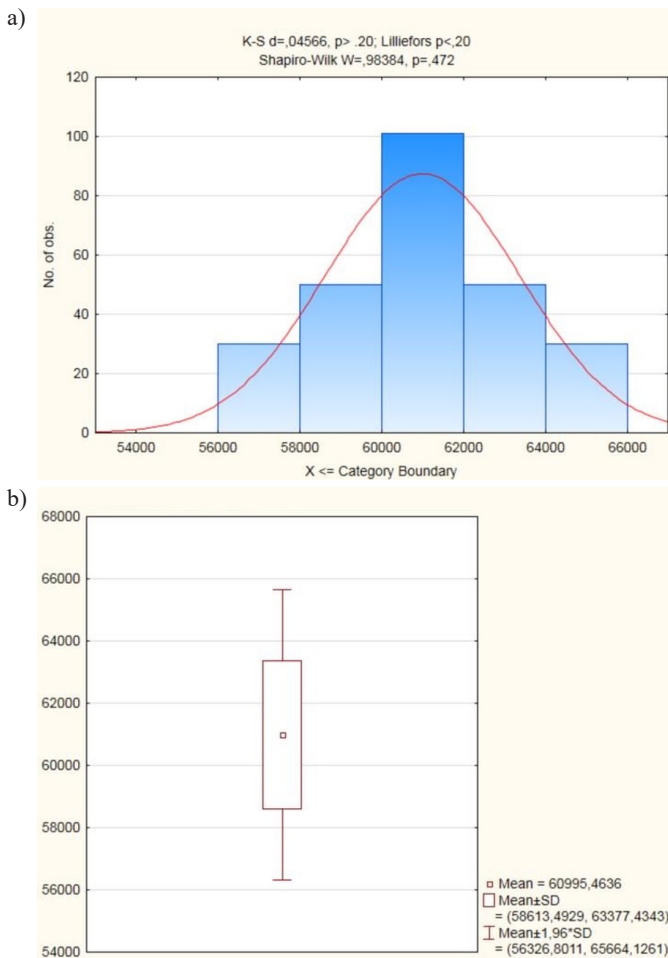 a)
K-S d=,04566, p> .20; Lilliefors p<,20
Shapiro-Wilk W=,98384, p=,472
120
100
80
60
40
20
0
No. of obs.
54000 56000 58000 60000 62000 64000 66000
X <= Category Boundary
b)
68000
66000
64000
62000
60000
58000
56000
54000
Mean = 60995,4636
Mean±SD
= (58613,4929, 63377,4343)
Mean±1,96*SD
= (56326,8011, 65664,1261)